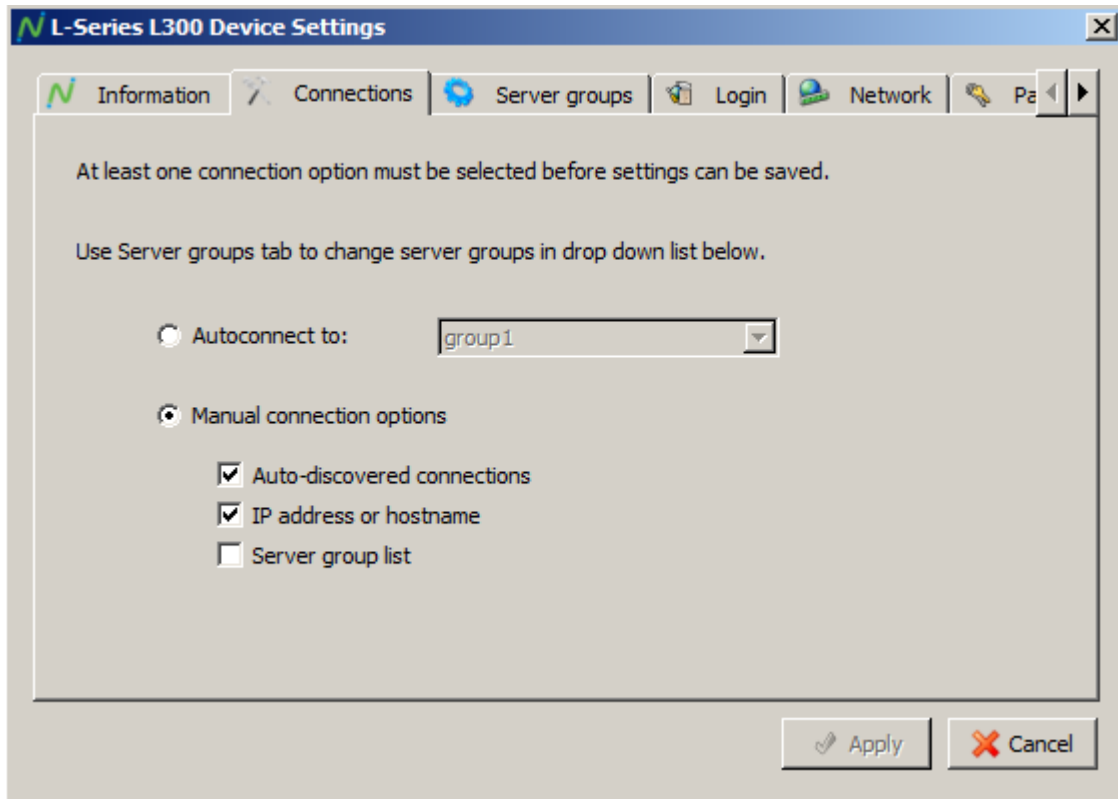 L-Series L300 Device Settings
Information Connections Server groups Login Network Pa
At least one connection option must be selected before settings can be saved.
Use Server groups tab to change server groups in drop down list below.
Autoconnect to: group1
Manual connection options
Auto-discovered connections
IP address or hostname
Server group list
Apply Cancel